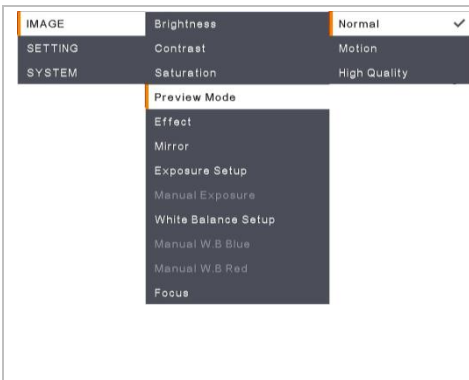 IMAGE
SETTING
SYSTEM
Brightness
Contrast
Saturation
Preview Mode
Effect
Mirror
Exposure Setup
Manual Exposure
White Balance Setup
Manual W.B Blue
Manual W.B Red
Focus
Normal
Motion
High Quality